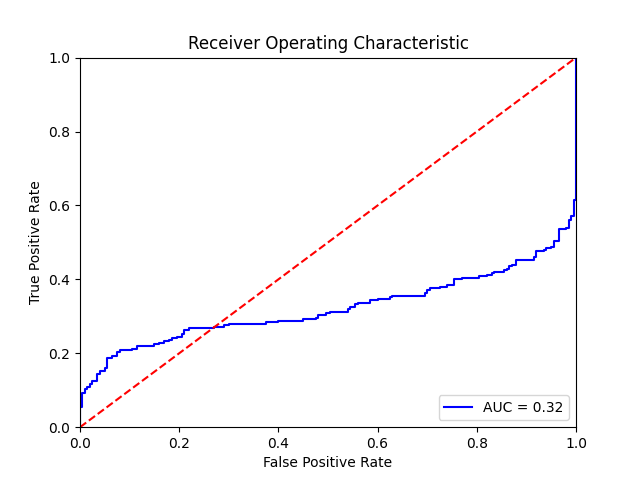 Receiver Operating Characteristic
True Positive Rate
1.0
0.8
0.6
0.4
0.2
0.0
0.0 0.2 0.4 0.6 0.8 1.0
False Positive Rate
AUC = 0.32